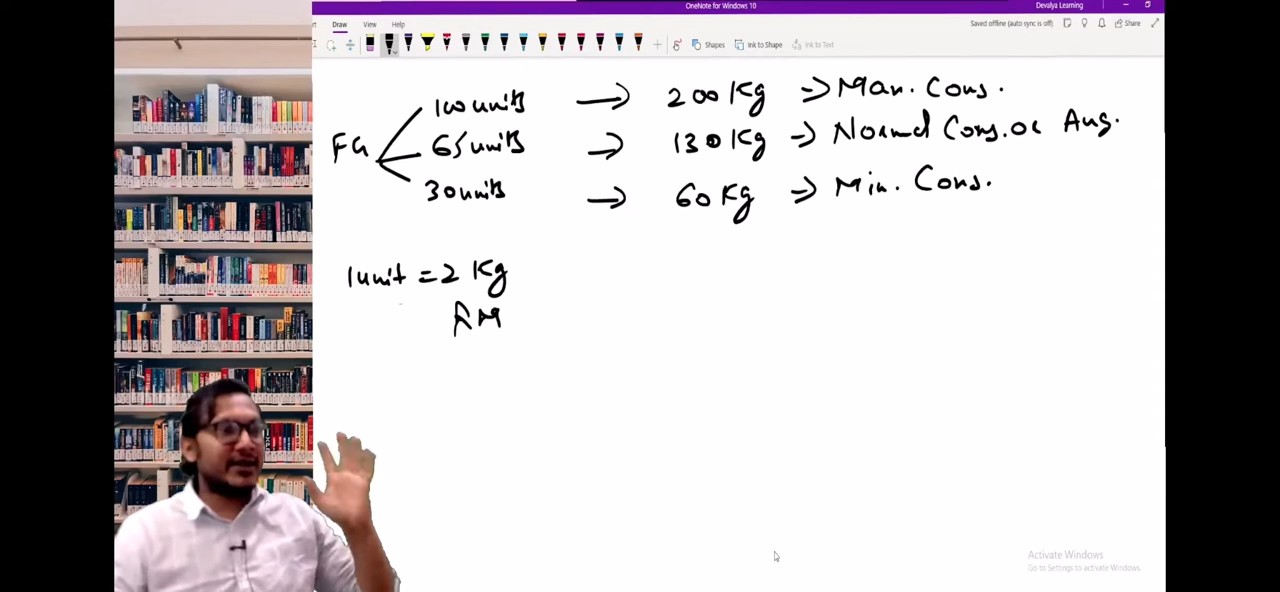 OneNote for Windows 10
Devalya Learning
Draw View Help
Saved offline (auto sync is off)
Share
Shapes
Ink to Shape
Ink to Text
100 units → 200 Kg ⇒ Max. Cons.
FG 65 units → 130 Kg ⇒ Normal Cons. or Avg.
30 units → 60 Kg ⇒ Min. Cons.
1 unit = 2 Kg
RM
Activate Windows
Go to Settings to activate Windows.